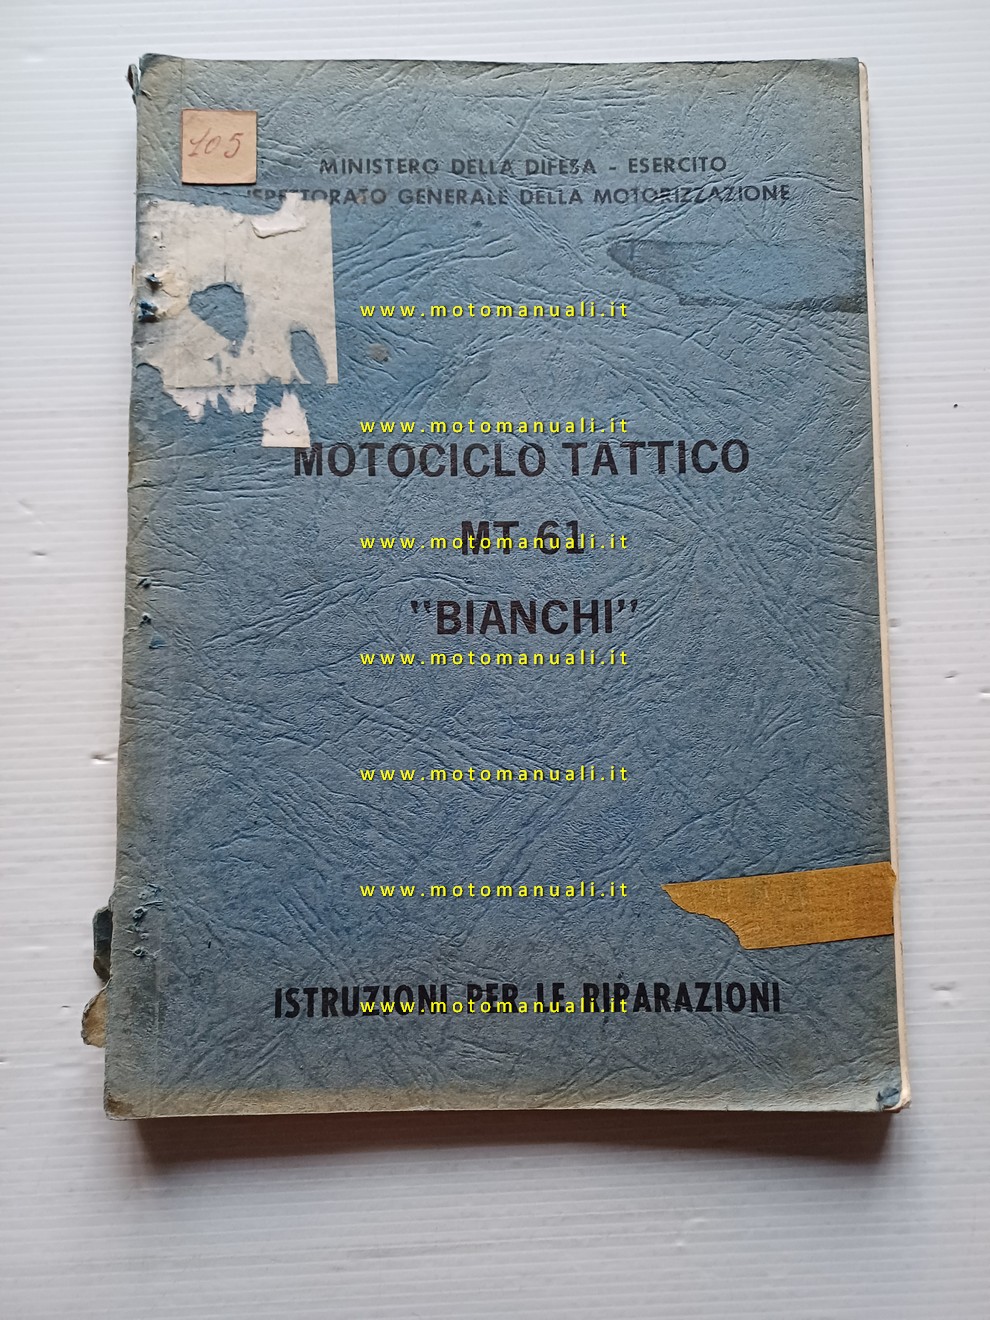 105
MINISTERO DELLA DIFESA - ESERCITO
ISPETTORATO GENERALE DELLA MOTORIZZAZIONE
www.motomanuali.it
www.motomanuali.it
MOTOCICLO TATTICO
MT 61
www.motomanuali.it
"BIANCHI"
www.motomanuali.it
www.motomanuali.it
www.motomanuali.it
ISTRUZIONI PER LE RIPARAZIONI
www.motomanuali.it